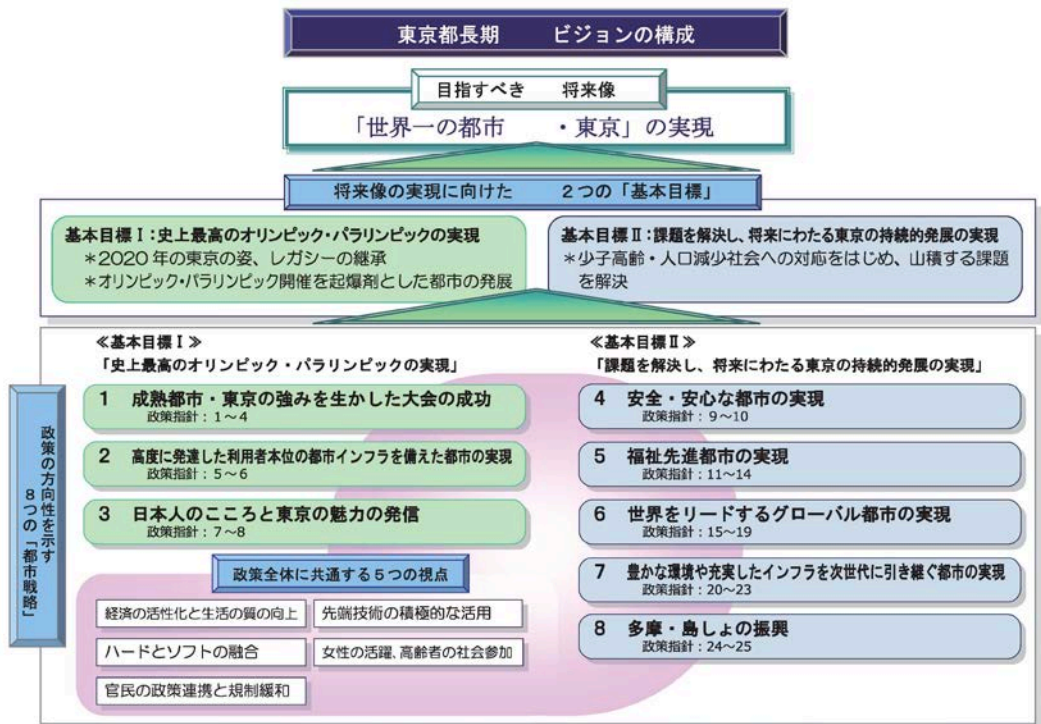 東京都長期 ビジョンの構成
目指すべき 将来像
「世界一の都市 ・東京」の実現
将来像の実現に向けた 2つの「基本目標」
基本目標Ⅰ:史上最高のオリンピック・パラリンピックの実現
*2020年の東京の姿、レガシーの継承
*オリンピック・パラリンピック開催を起爆剤とした都市の発展
基本目標Ⅱ:課題を解決し、将来にわたる東京の持続的発展の実現
*少子高齢・人口減少社会への対応をはじめ、山積する課題
を解決
政策の方向性を示す
8つの「都市戦略」
≪基本目標Ⅰ≫
「史上最高のオリンピック・パラリンピックの実現」
1 成熟都市・東京の強みを生かした大会の成功
政策指針:1~4
2 高度に発達した利用者本位の都市インフラを備えた都市の実現
政策指針:5~6
3 日本人のこころと東京の魅力の発信
政策指針:7~8
政策全体に共通する5つの視点
経済の活性化と生活の質の向上
先端技術の積極的な活用
ハードとソフトの融合
女性の活躍、高齢者の社会参加
官民の政策連携と規制緩和
≪基本目標Ⅱ≫
「課題を解決し、将来にわたる東京の持続的発展の実現」
4 安全・安心な都市の実現
政策指針:9~10
5 福祉先進都市の実現
政策指針:11~14
6 世界をリードするグローバル都市の実現
政策指針:15~19
7 豊かな環境や充実したインフラを次世代に引き継ぐ都市の実現
政策指針:20~23
8 多摩・島しょの振興
政策指針:24~25